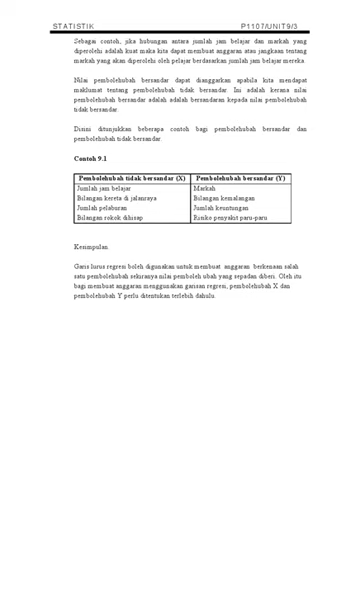 STATISTIK P1107/UNIT9/3
Sebagai contoh, jika hubungan antara jumlah jam belajar dan markah yang
diperolehi adalah kuat maka kita dapat membuat anggaran atau jangkaan tentang
markah yang akan diperolehi oleh pelajar berdasarkan jumlah jam belajar mereka.
Nilai pembolehubah bersandar dapat dianggarkan apabila kita mendapat
maklumat tentang pembolehubah tidak bersandar. Ini adalah kerana nilai
pembolehubah bersandar adalah adalah bersandaran kepada nilai pembolehubah
tidak bersandar.
Disini ditunjukkan beberapa contoh bagi pembolehubah bersandar dan
pembolehubah tidak bersandar.
Contoh 9.1
Pembolehubah tidak bersandar (X) Pembolehubah bersandar (Y)
Jumlah jam belajar Markah
Bilangan kereta di jalanraya Bilangan kemalangan
Jumlah pelaburan Jumlah keuntungan
Bilangan rokok dihisap Risiko penyakit paru-paru
Kesimpulan
Garis lurus regresi boleh digunakan untuk membuat anggaran berkenaan salah
satu pembolehubah sekiranya nilai pemboleh ubah yang sepadan diberi. Oleh itu
bagi membuat anggaran menggunakan garisan regresi, pembolehubah X dan
pembolehubah Y perlu ditentukan terlebih dahulu.